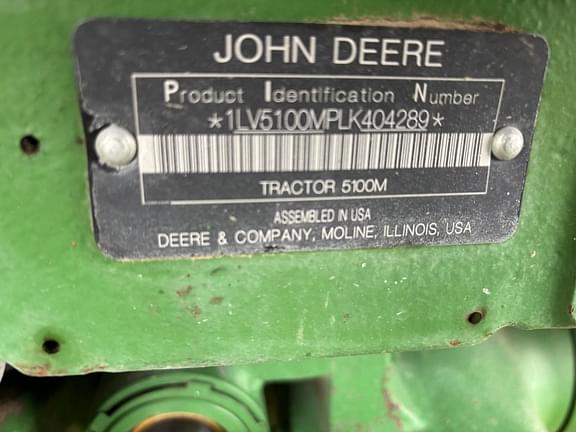 JOHN DEERE
Product Identification Number
*1LV5100MPLK404289*
TRACTOR 5100M
ASSEMBLED IN USA
DEERE & COMPANY, MOLINE, ILLINOIS, USA